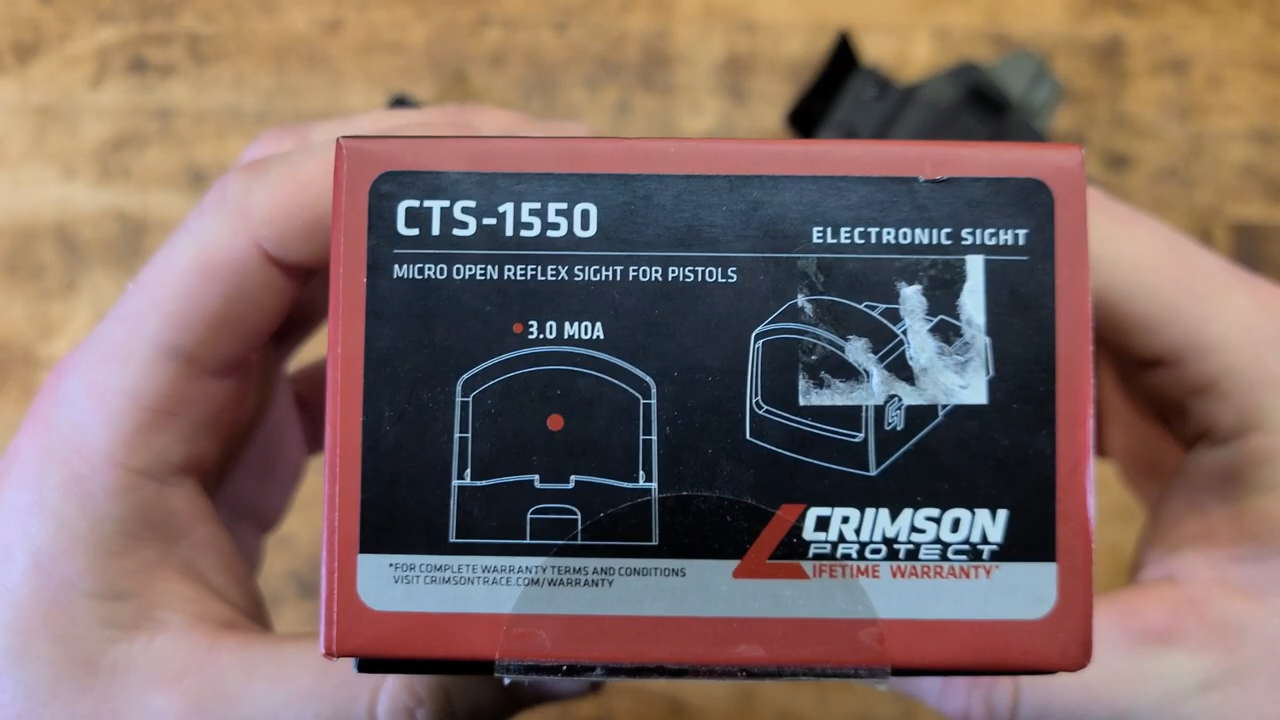 CTS-1550
ELECTRONIC SIGHT
MICRO OPEN REFLEX SIGHT FOR PISTOLS
3.0 MOA
CRIMSON
PROTECT
LIFETIME WARRANTY*
*FOR COMPLETE WARRANTY TERMS AND CONDITIONS
VISIT CRIMSONTRACE.COM/WARRANTY